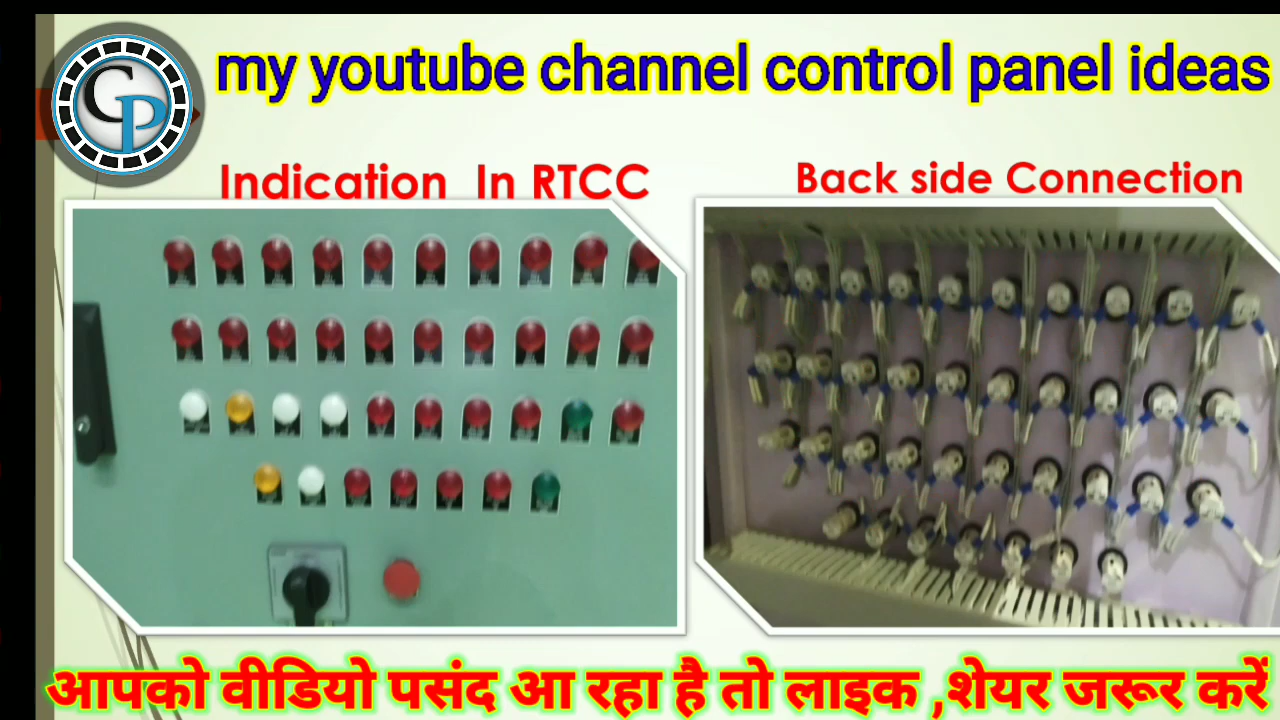 CP
my youtube channel control panel ideas
Indication In RTCC
Back side Connection
आपको वीडियो पसंद आ रहा है तो लाइक ,शेयर जरूर करें